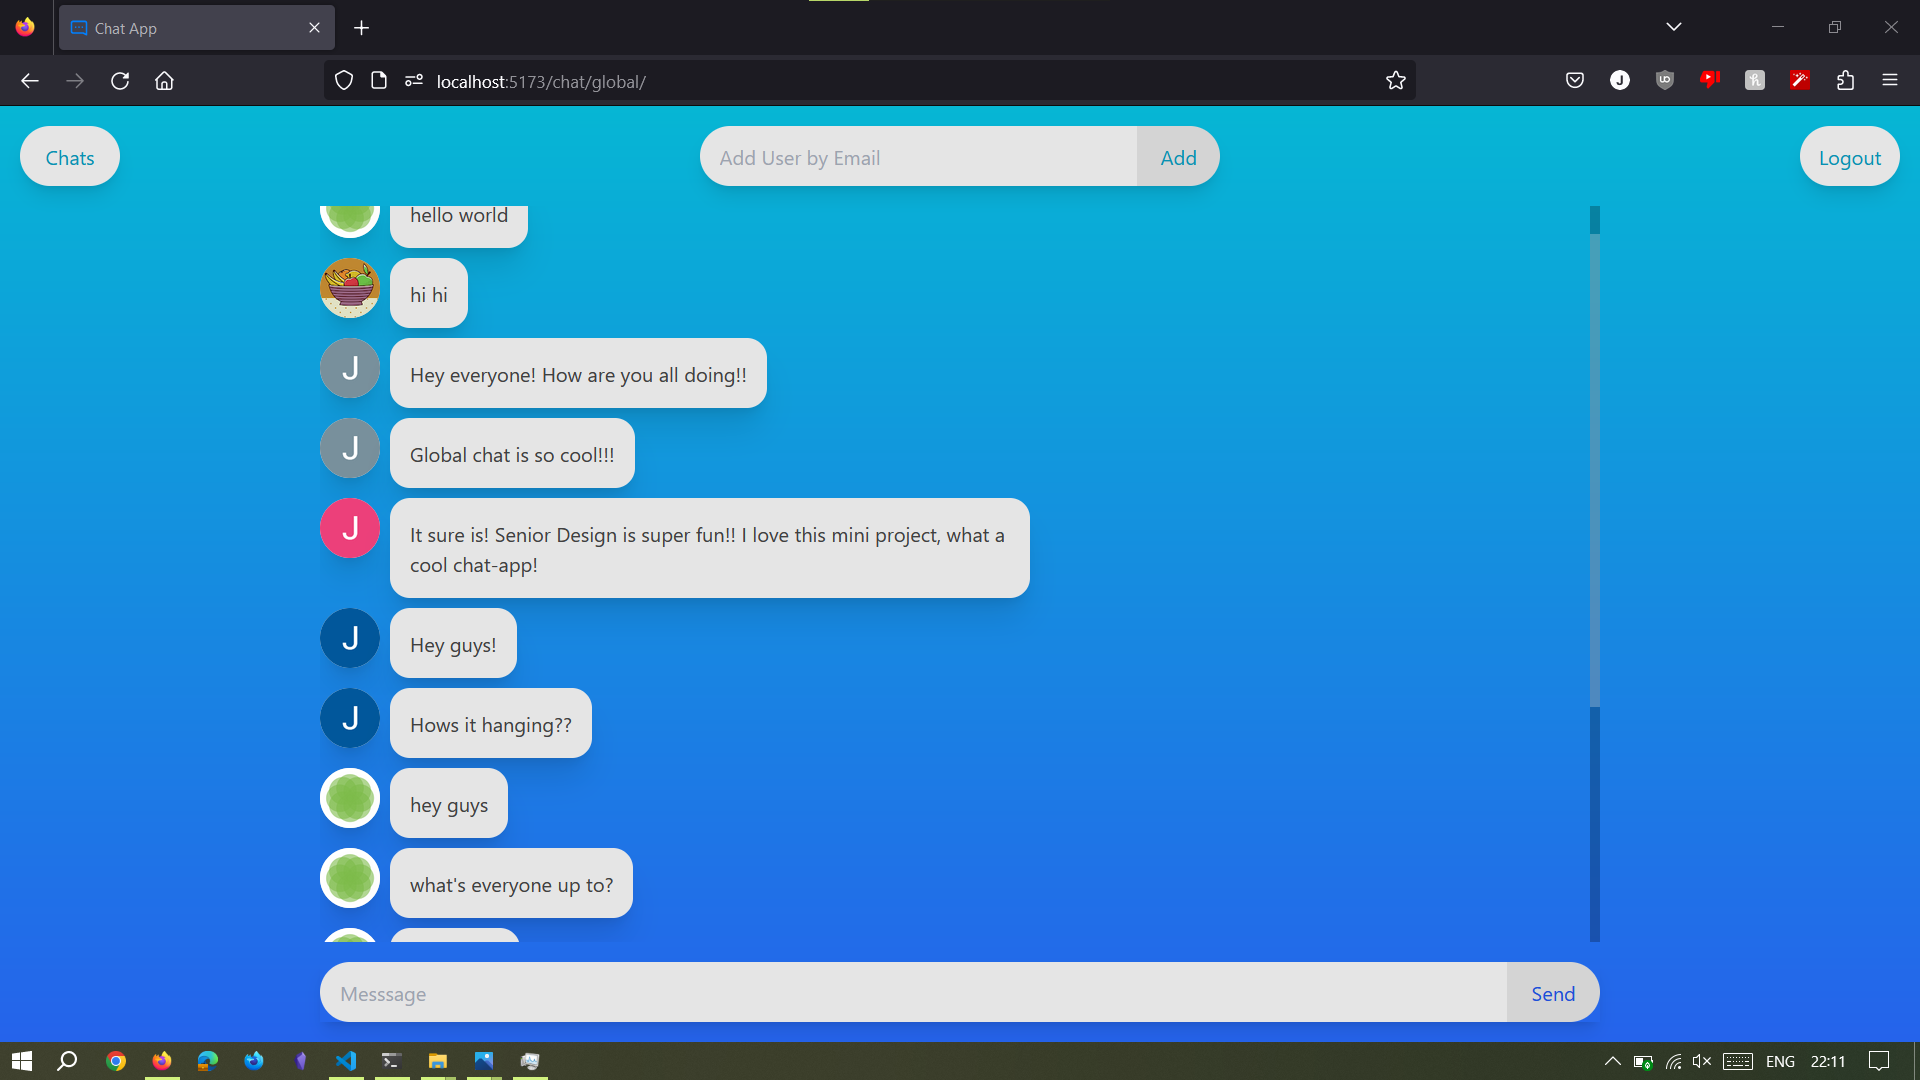 Chat App
localhost:5173/chat/global/
Chats
Add User by Email
Add
Logout
hello world
hi hi
J
Hey everyone! How are you all doing!!
J
Global chat is so cool!!!
J
It sure is! Senior Design is super fun!! I love this mini project, what a
cool chat-app!
J
Hey guys!
J
Hows it hanging??
hey guys
what's everyone up to?
Messsage
Send
ENG
22:11